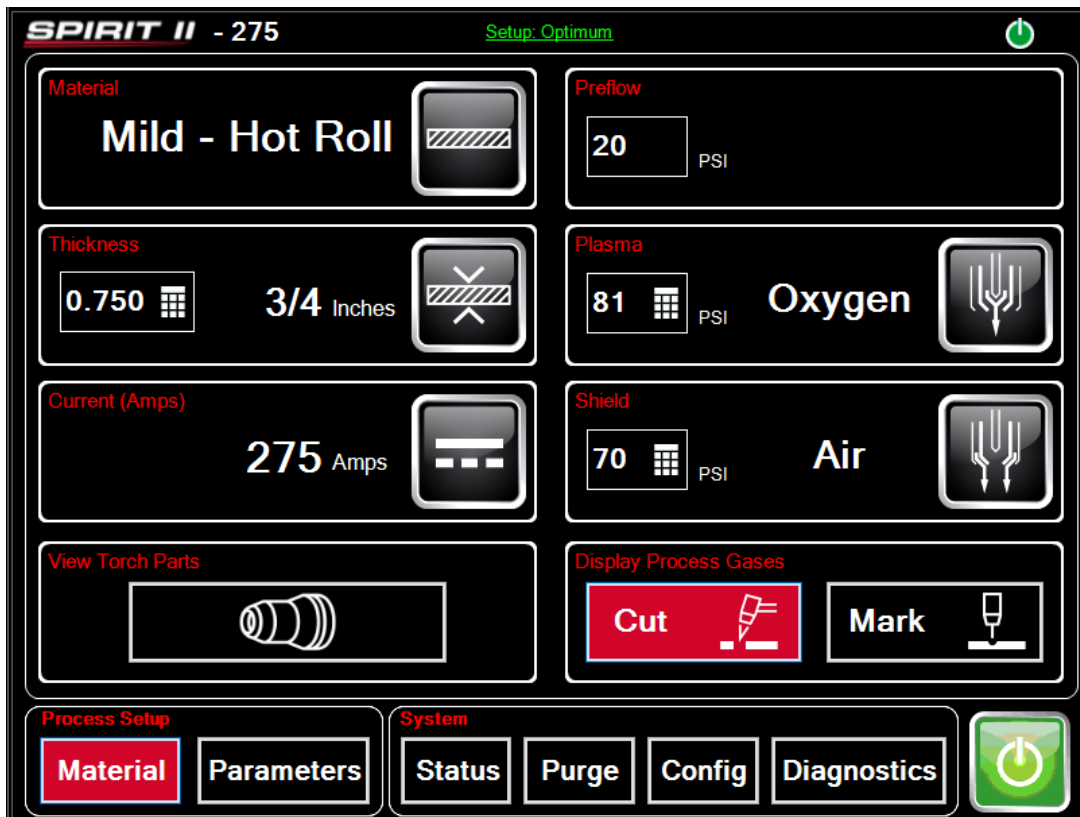 SPIRIT II - 275
Setup: Optimum
Material
Mild - Hot Roll
Preflow
20 PSI
Thickness
0.750
3/4 Inches
Plasma
81 PSI
Oxygen
Current (Amps)
275 Amps
Shield
70 PSI
Air
View Torch Parts
Display Process Gases
Cut
Mark
Process Setup
Material
Parameters
System
Status
Purge
Config
Diagnostics